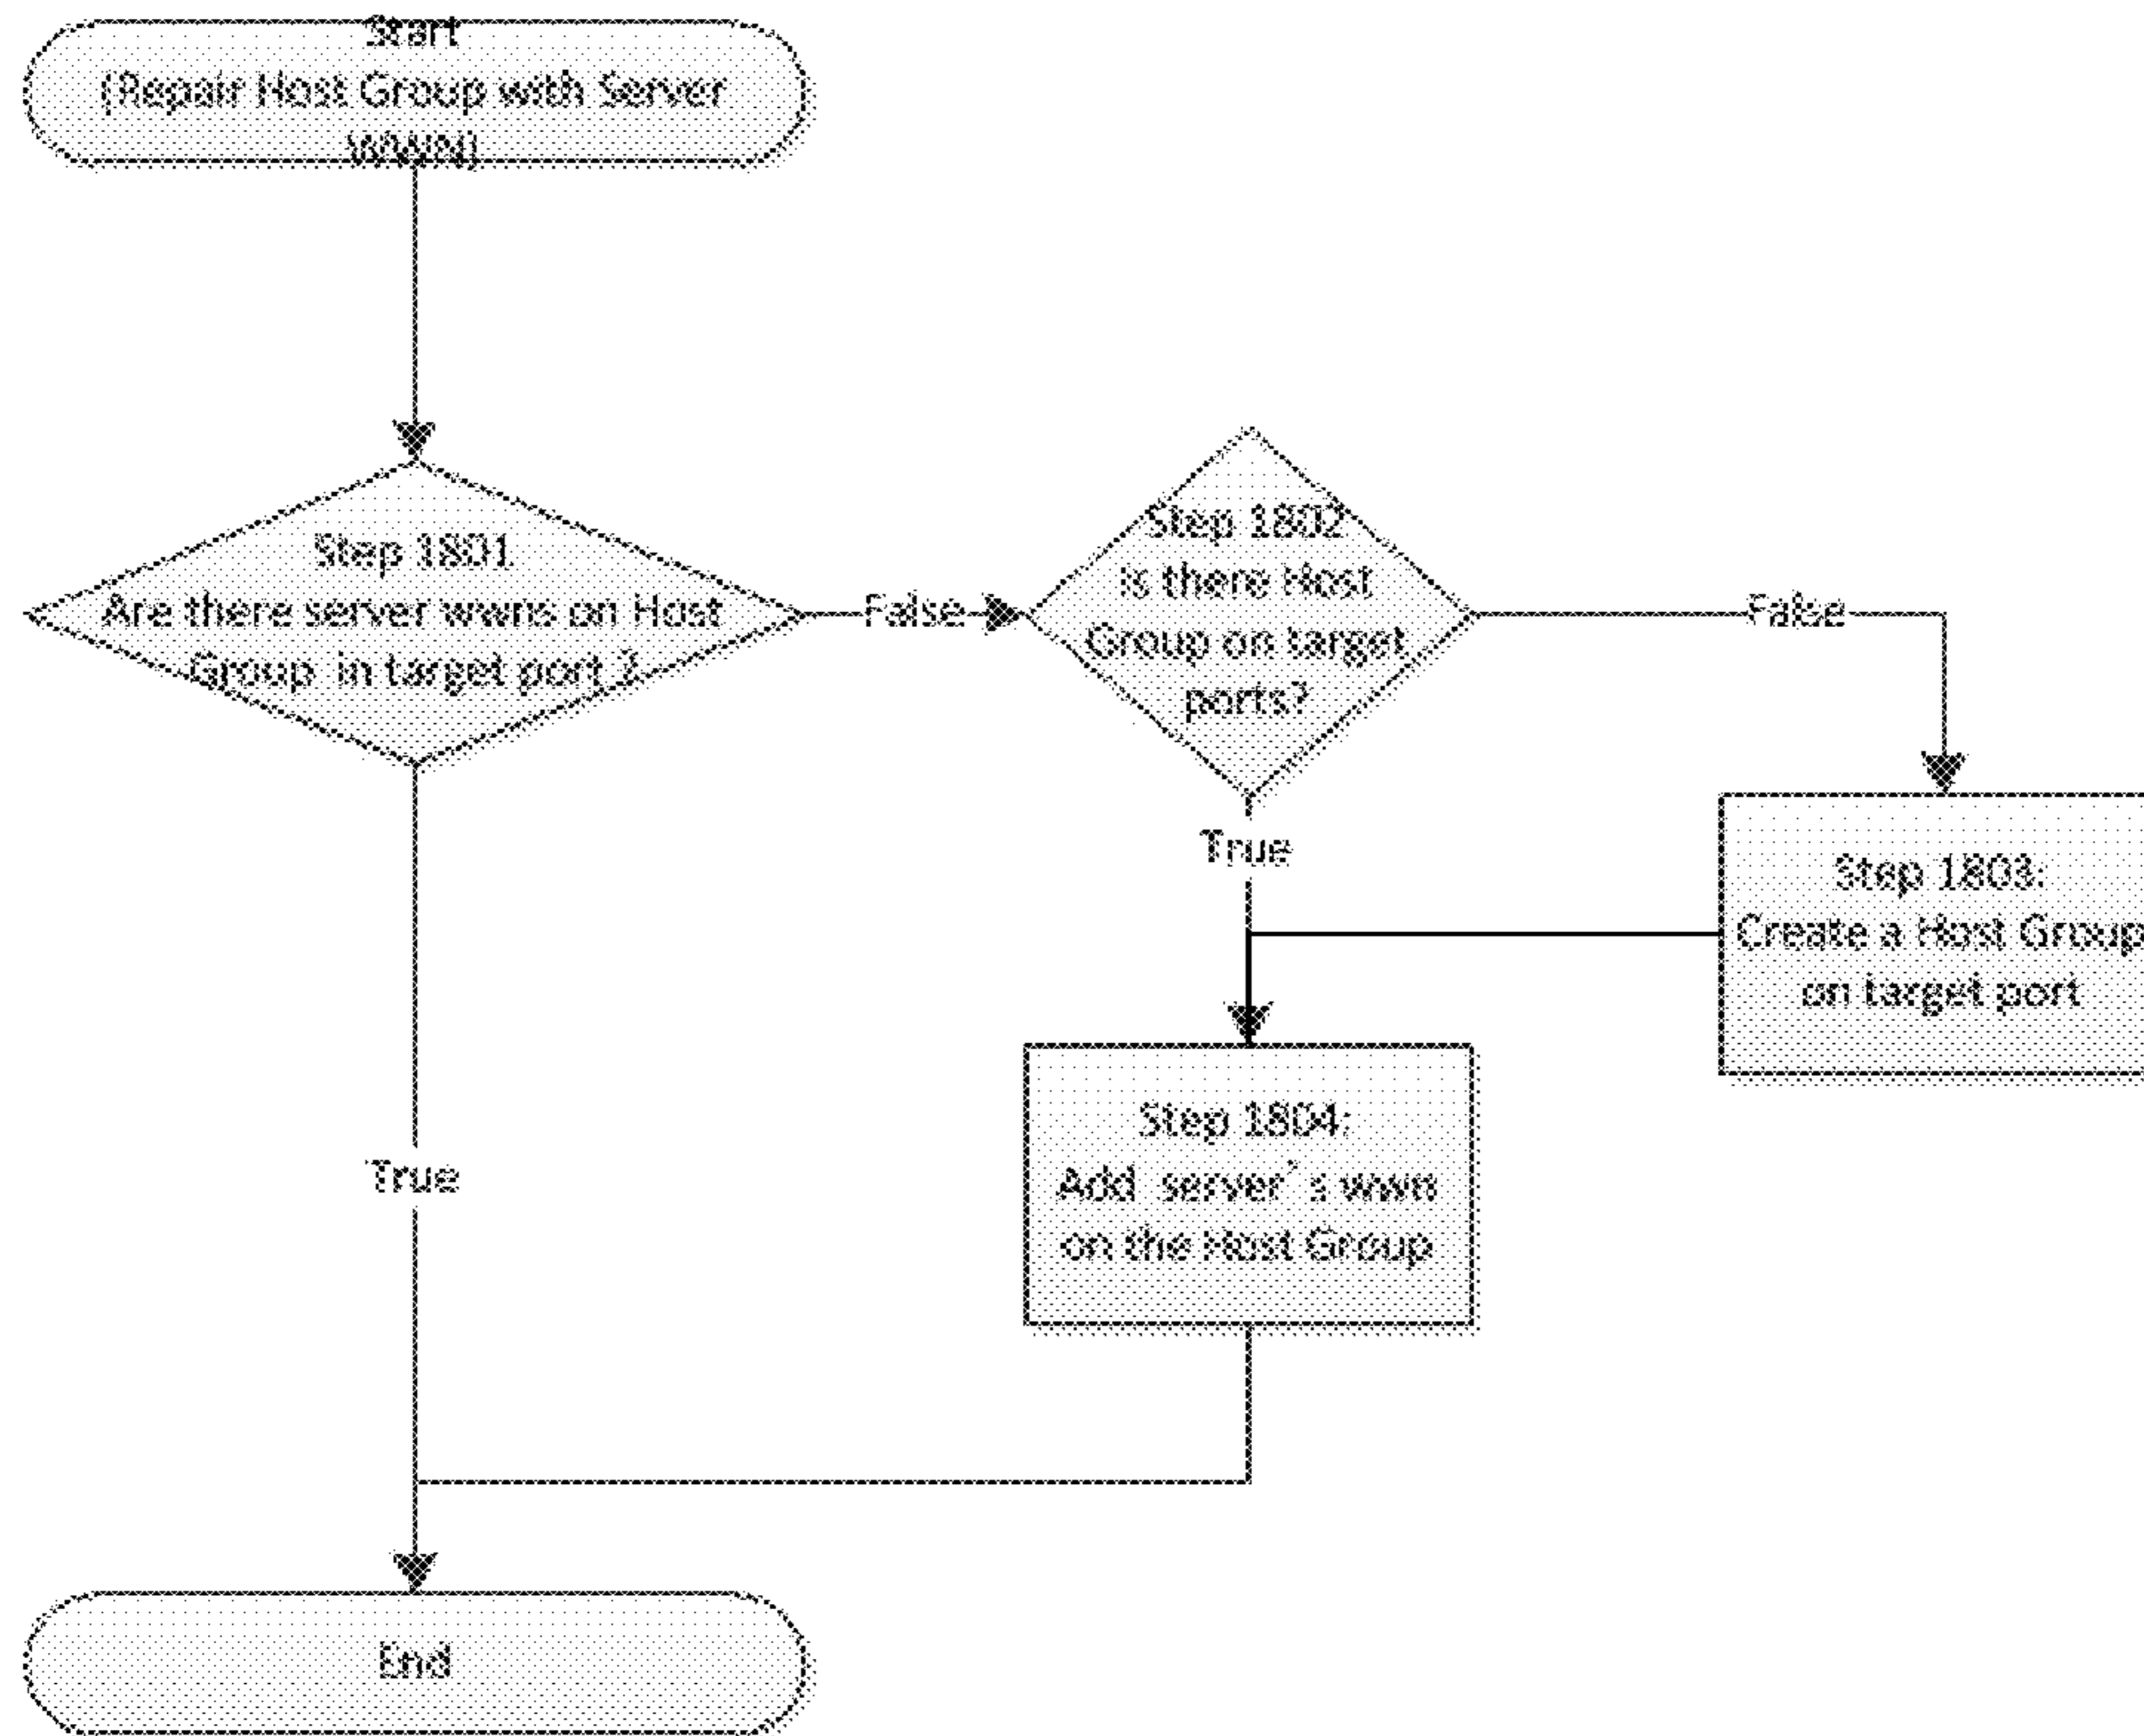 Start
(Repair Host Group with Server
WWN)
Step 1801
Are there server wwns on Host
Group in target port ?
False
Step 1802
Is there Host
Group on target
ports?
False
True
Step 1803:
Create a Host Group
on target port
Step 1804:
Add server`s wwn
on the Host Group
True
End